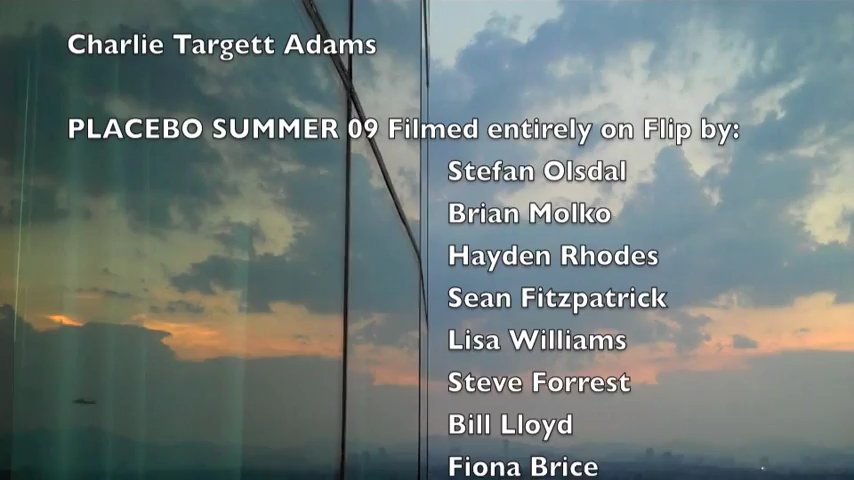 Charlie Targett Adams
PLACEBO SUMMER 09 Filmed entirely on Flip by:
Stefan Olsdal
Brian Molko
Hayden Rhodes
Sean Fitzpatrick
Lisa Williams
Steve Forrest
Bill Lloyd
Fiona Brice